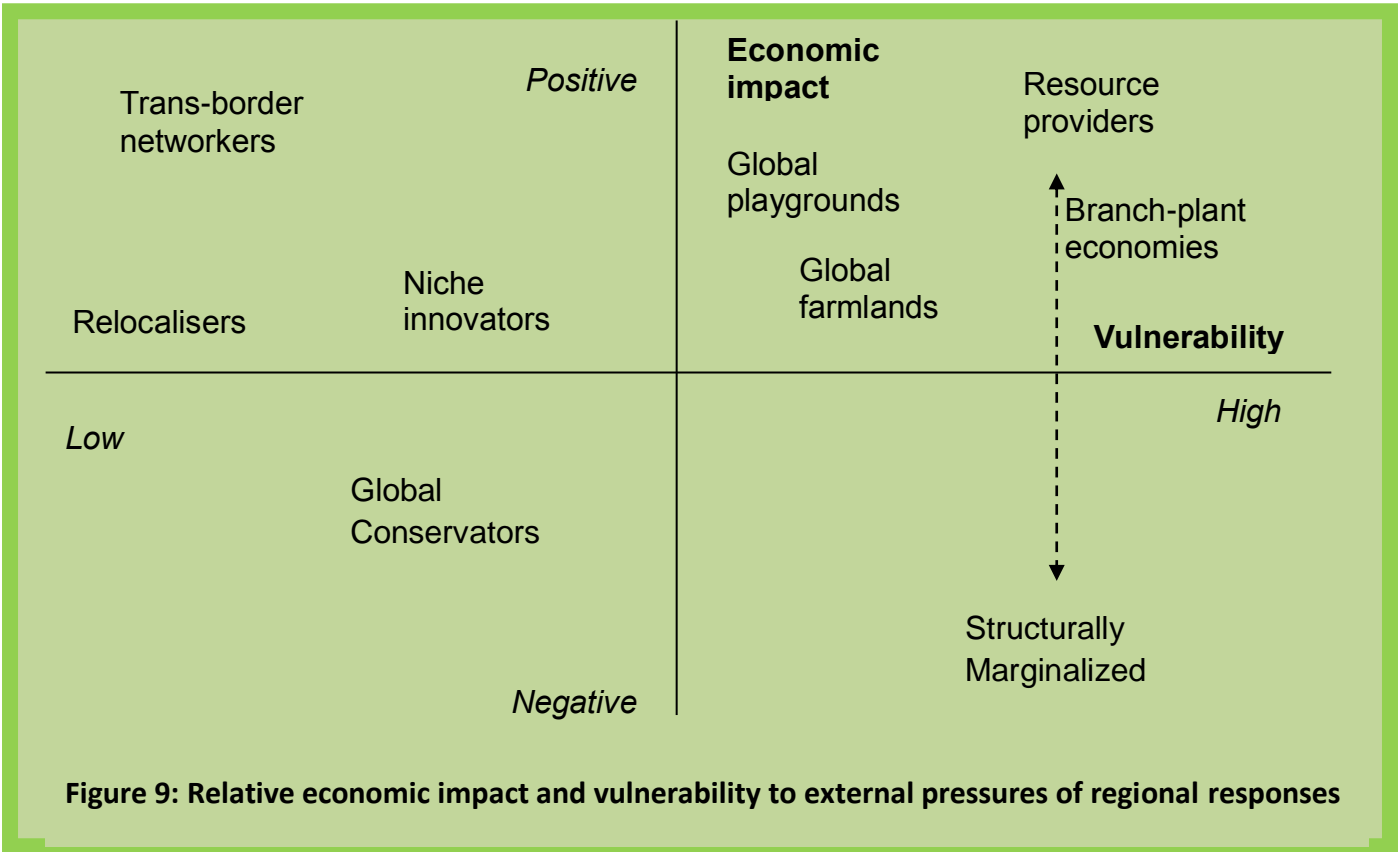 Economic
impact
Positive
Resource
providers
Trans-border
networkers
Global
playgrounds
Branch-plant
economies
Global
farmlands
Niche
innovators
Relocalisers
Vulnerability
High
Low
Global
Conservators
Structurally
Marginalized
Negative
Figure 9: Relative economic impact and vulnerability to external pressures of regional responses